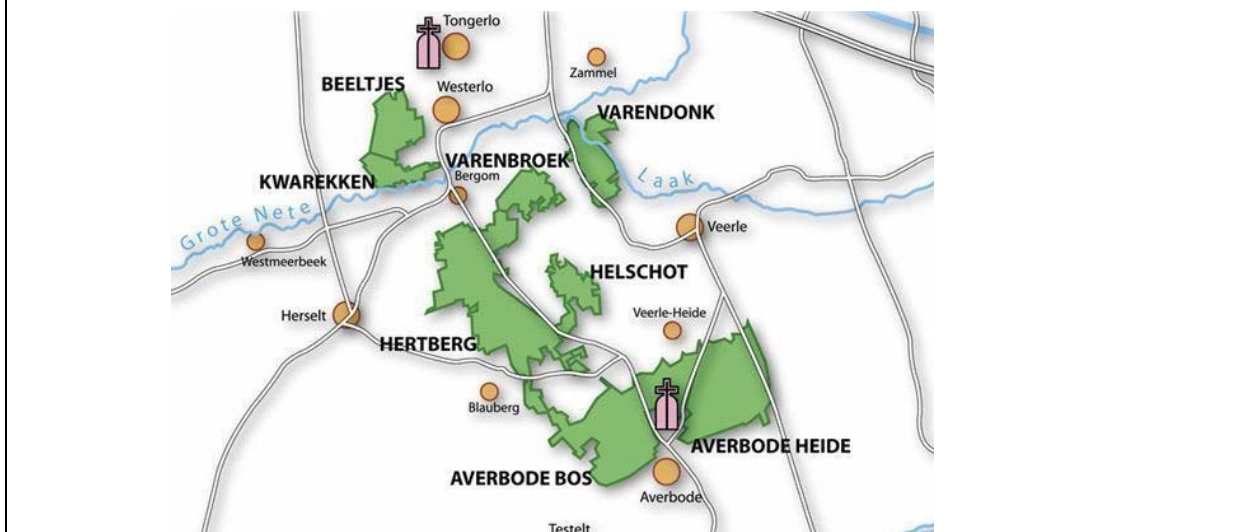 Tongerlo
Zammel
BEELTJES
Westerlo
VARENDONK
VARENBROEK
Bergom
KWAREKKEN
Laak
Grote Nete
Veerle
Westmeerbeek
HELSCHOT
Herselt
Veerle-Heide
HERTBERG
Blauberg
AVERBODE HEIDE
AVERBODE BOS
Averbode
Testelt